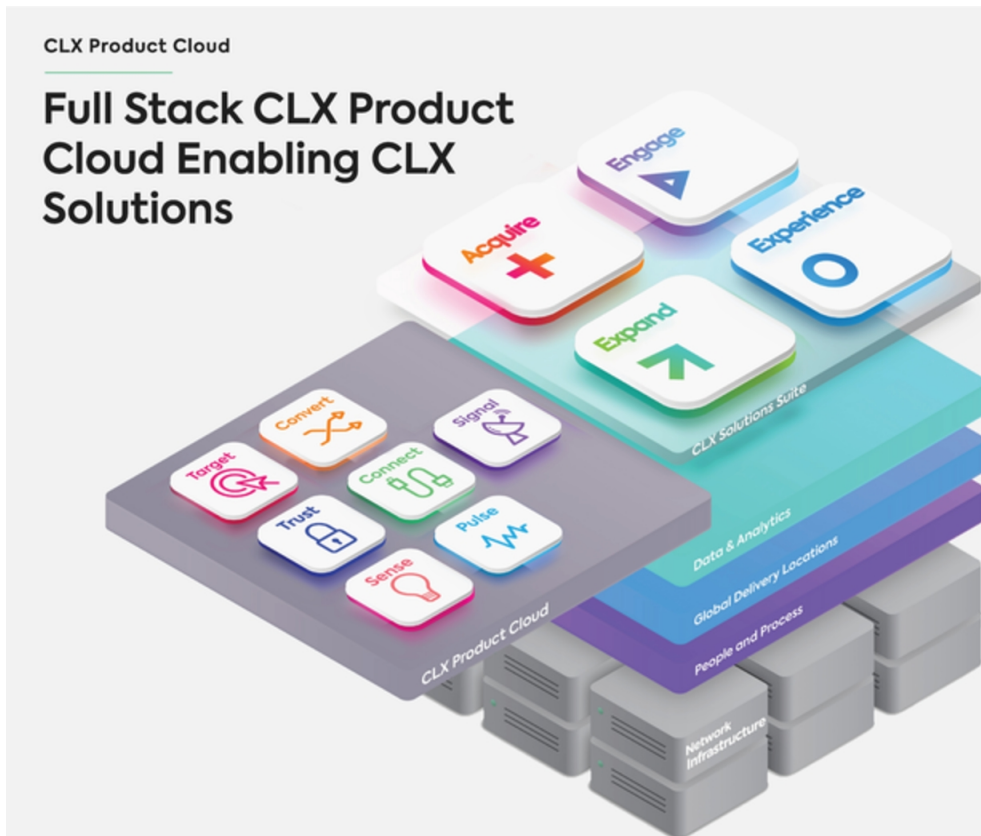 CLX Product Cloud
Full Stack CLX Product
Cloud Enabling CLX
Solutions
Engage
Acquire
Experience
Expand
CLX Solutions Suite
Convert
Signal
Target
Connect
Trust
Pulse
Sense
CLX Product Cloud
Data & Analytics
Global Delivery Locations
People and Process
Network
Infrastructure